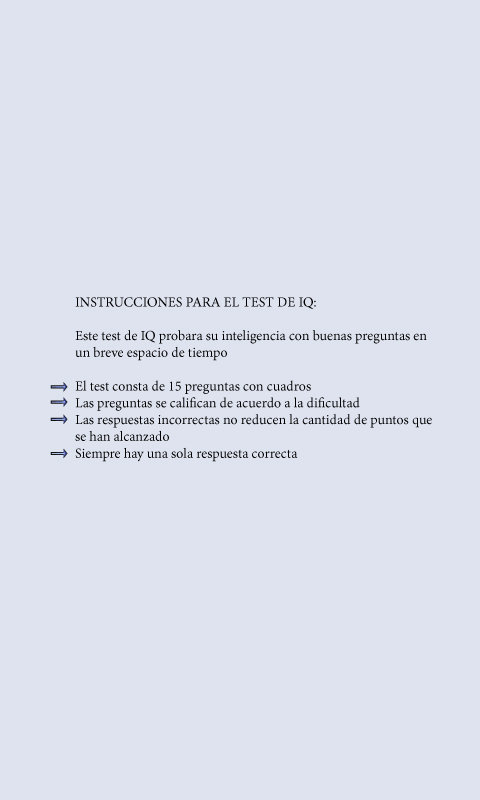 INSTRUCCIONES PARA EL TEST DE IQ:
Este test de IQ probara su inteligencia con buenas preguntas en
un breve espacio de tiempo
El test consta de 15 preguntas con cuadros
Las preguntas se califican de acuerdo a la dificultad
Las respuestas incorrectas no reducen la cantidad de puntos que
se han alcanzado
Siempre hay una sola respuesta correcta